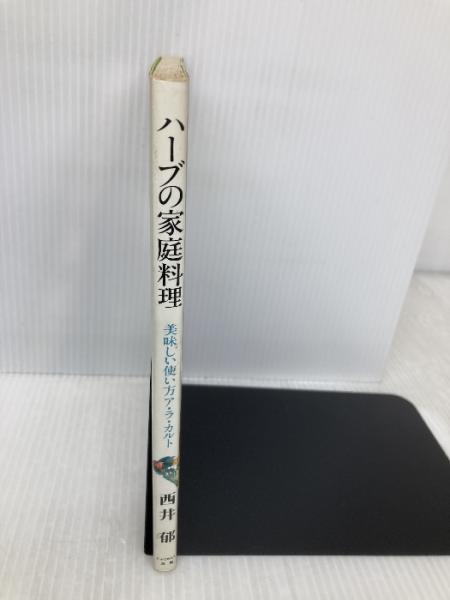 ハーブの家庭料理
美味しい使い方ア・ラ・カルト
西井 郁